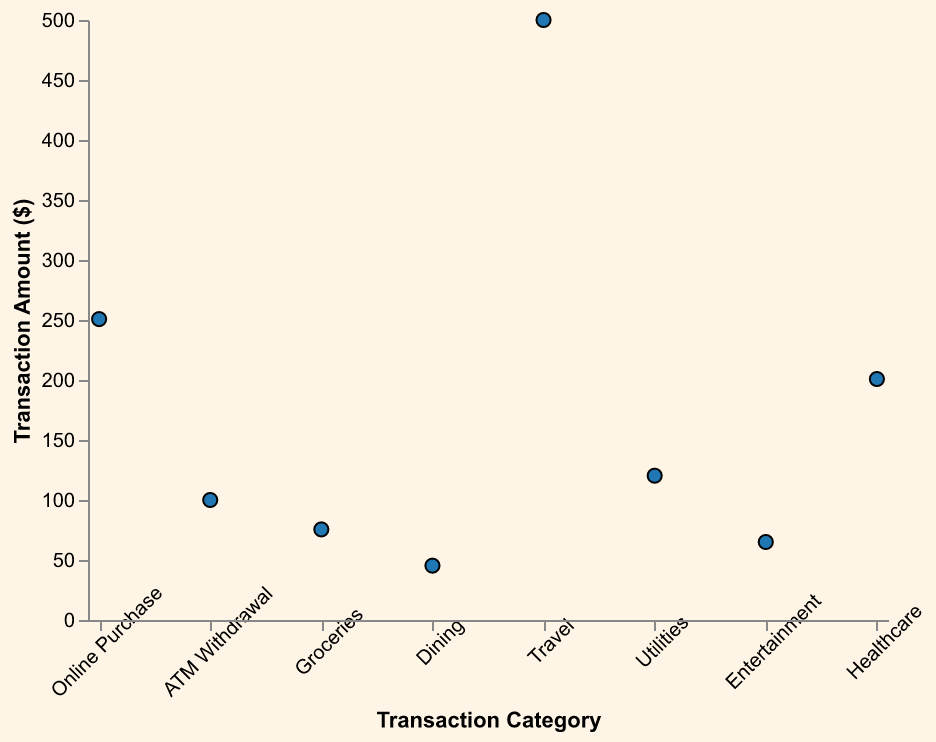 500
450
400
350
300
250
200
150
100
50
0
Transaction Amount ($)
Online Purchase
ATM Withdrawal
Groceries
Dining
Travel
Utilities
Entertainment
Healthcare
Transaction Category